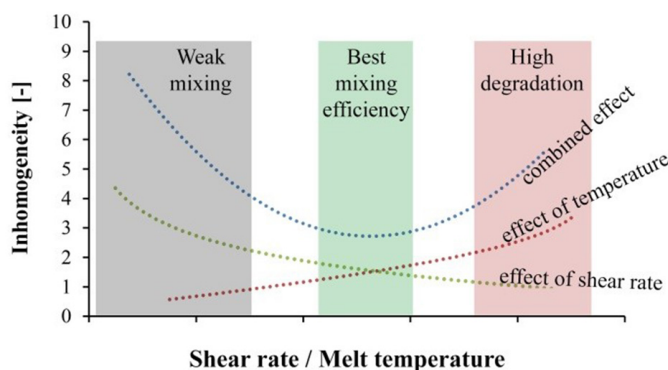 10
9
8
7
6
5
4
3
2
1
0
Inhomogeneity [-]
Weak
mixing
Best
mixing
efficiency
High
degradation
combined effect
effect of temperature
effect of shear rate
Shear rate / Melt temperature